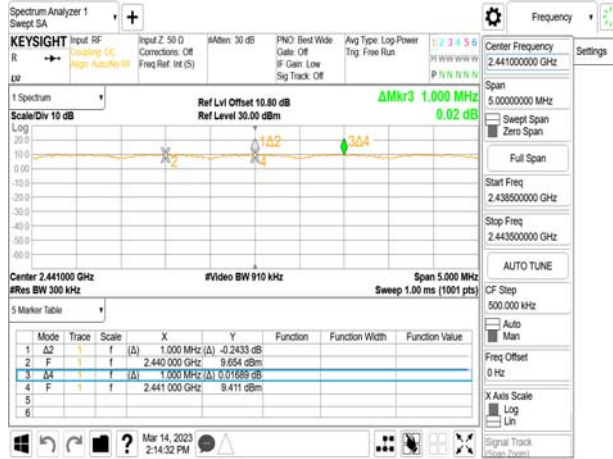 Spectrum Analyzer 1
Swept SA
Frequency
Settings
KEYSIGHT
R
Input: RF
Coupling: DC
Align: Auto/No RF
Input Z: 50 Ω
Corrections: Off
Freq Ref: Int (S)
#Atten: 30 dB
PNO: Best Wide
Gate: Off
IF Gain: Low
Sig Track: Off
Avg Type: Log-Power
Trig: Free Run
1 2 3 4 5 6
M W W W W W
P N N N N N
1 Spectrum
Scale/Div 10 dB
Ref Lvl Offset 10.80 dB
Ref Level 30.00 dBm
ΔMkr3 1.000 MHz
0.02 dB
Log
20.0
10.0
0.00
-10.0
-20.0
-30.0
-40.0
-50.0
-60.0
2
1Δ2
4
3Δ4
Center 2.441000 GHz
#Res BW 300 kHz
#Video BW 910 kHz
Span 5.000 MHz
Sweep 1.00 ms (1001 pts)
5 Marker Table
Mode Trace Scale X Y Function Function Width Function Value
1 Δ2 1 f (Δ) 1.000 MHz (Δ) -0.2433 dB
2 F 1 f 2.440 000 GHz 9.654 dBm
3 Δ4 1 f (Δ) 1.000 MHz (Δ) 0.01689 dB
4 F 1 f 2.441 000 GHz 9.411 dBm
5
6
Mar 14, 2023
2:14:32 PM
Center Frequency
2.441000000 GHz
Span
5.00000000 MHz
Swept Span
Zero Span
Full Span
Start Freq
2.438500000 GHz
Stop Freq
2.443500000 GHz
AUTO TUNE
CF Step
500.000 kHz
Auto
Man
Freq Offset
0 Hz
X Axis Scale
Log
Lin
Signal Track
(Span Zoom)